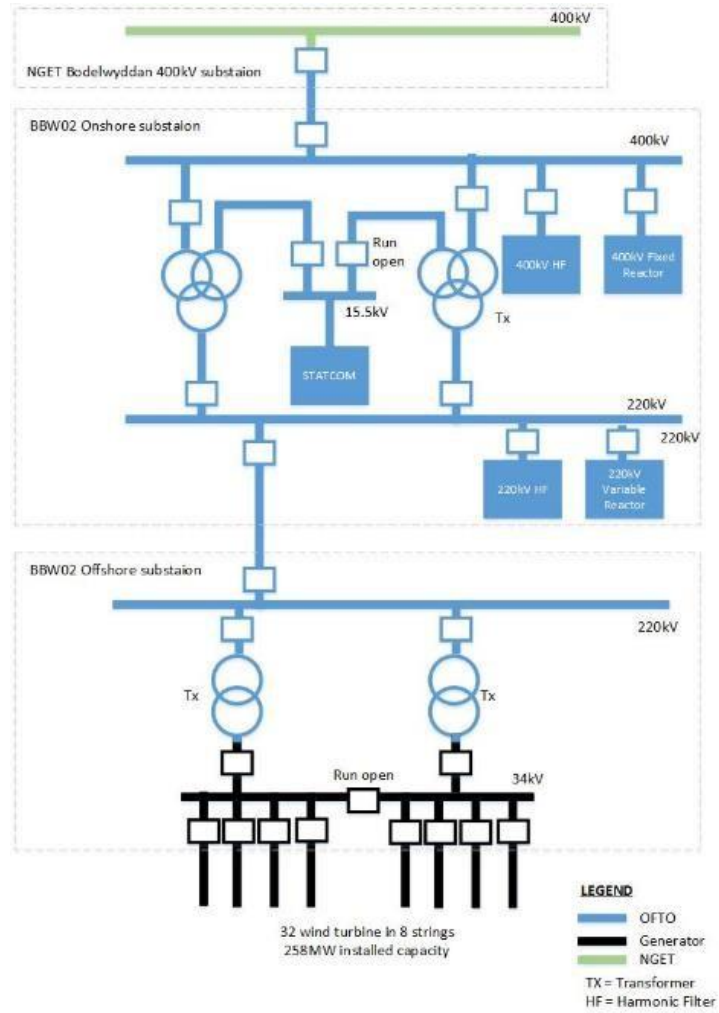 400kV
NGET Bodelwyddan 400kV substaion
BBW02 Onshore substaion
400kV
Run
open
400kV HF
400kV Fixed
Reactor
15.5kV
Tx
STATCOM
220kV
220kV
220kV HF
220kV
Variable
Reactor
BBW02 Offshore substaion
220kV
Tx
Tx
Run open
34kV
32 wind turbine in 8 strings
258MW installed capacity
LEGEND
OFTO
Generator
NGET
TX = Transformer
HF = Harmonic Filter